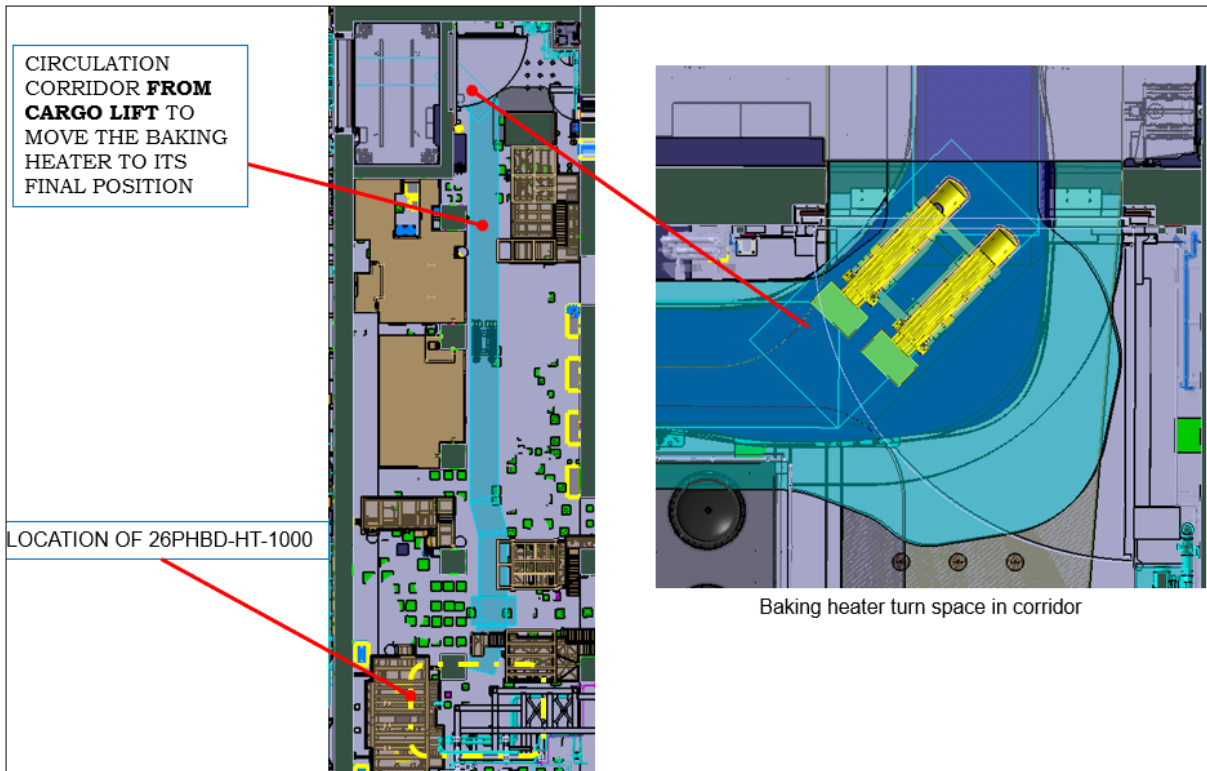 CIRCULATION
CORRIDOR FROM
CARGO LIFT TO
MOVE THE BAKING
HEATER TO ITS
FINAL POSITION
LOCATION OF 26PHBD-HT-1000
Baking heater turn space in corridor